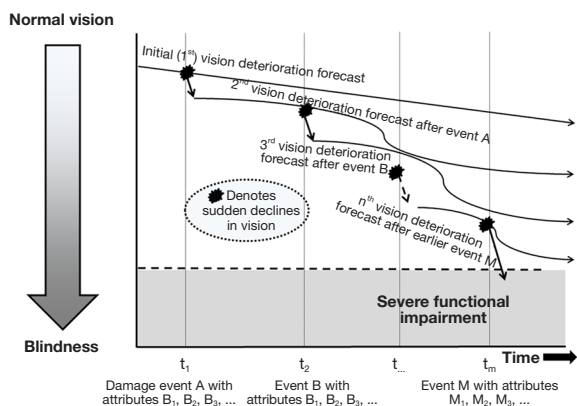 Normal vision
Initial (1st) vision deterioration forecast
2nd vision deterioration forecast after event A
3rd vision deterioration
forecast after event B
Denotes
sudden declines
in vision
nth vision deterioration
forecast after earlier event M
Severe functional
impairment
Blindness
t1
t2
t...
tm
Time
Damage event A with
attributes B1, B2, B3, ...
Event B with
attributes B1, B2, B3, ...
Event M with attributes
M1, M2, M3, ...